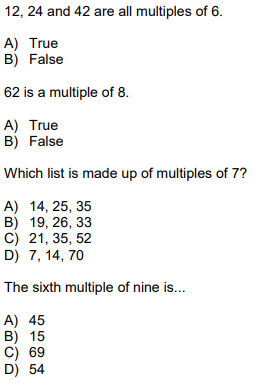 12, 24 and 42 are all multiples of 6.
A) True
B) False
62 is a multiple of 8.
A) True
B) False
Which list is made up of multiples of 7?
A) 14, 25, 35
B) 19, 26, 33
C) 21, 35, 52
D) 7, 14, 70
The sixth multiple of nine is...
A) 45
B) 15
C) 69
D) 54